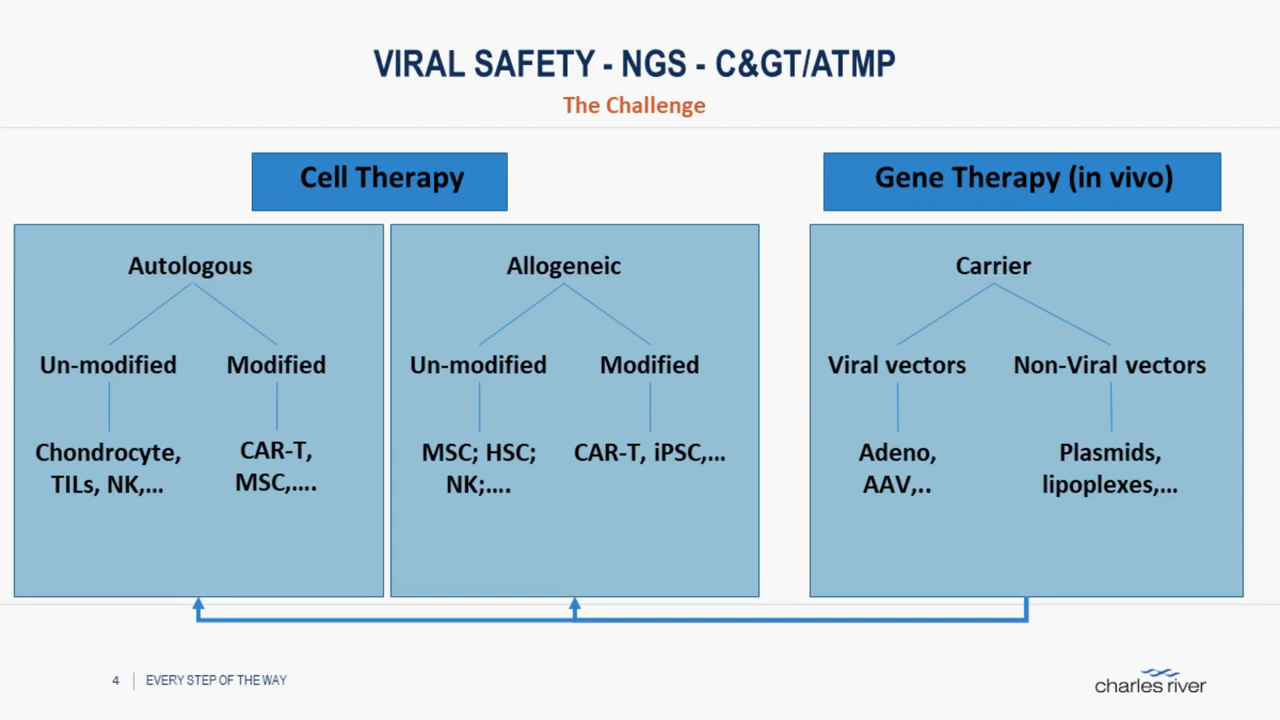 VIRAL SAFETY - NGS - C&GT/ATMP
The Challenge
Cell Therapy
Gene Therapy (in vivo)
Autologous
Allogeneic
Carrier
Un-modified
Modified
Un-modified
Modified
Viral vectors
Non-Viral vectors
Chondrocyte,
TILs, NK,...
CAR-T,
MSC,....
MSC; HSC;
NK;....
CAR-T, iPSC,...
Adeno,
AAV,..
Plasmids,
lipoplexes,...
4
EVERY STEP OF THE WAY
charles river